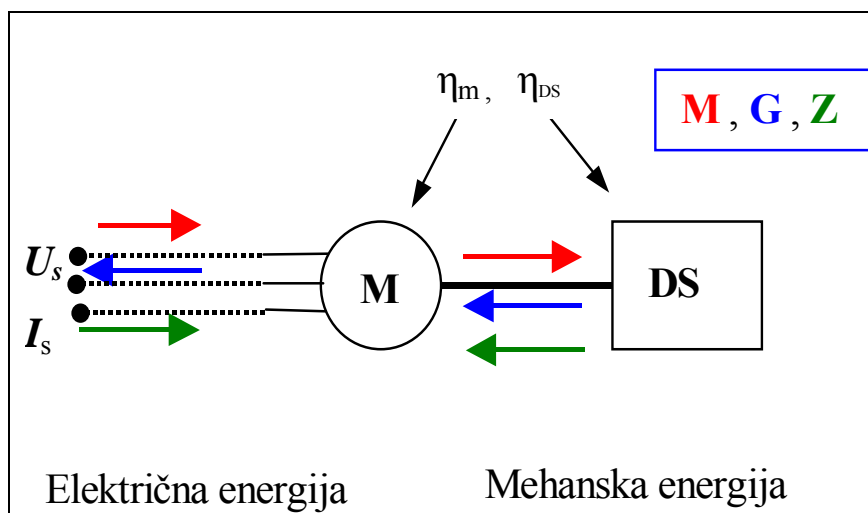 ηm, ηDS
M, G, Z
Us
M
DS
Is
Električna energija
Mehanska energija